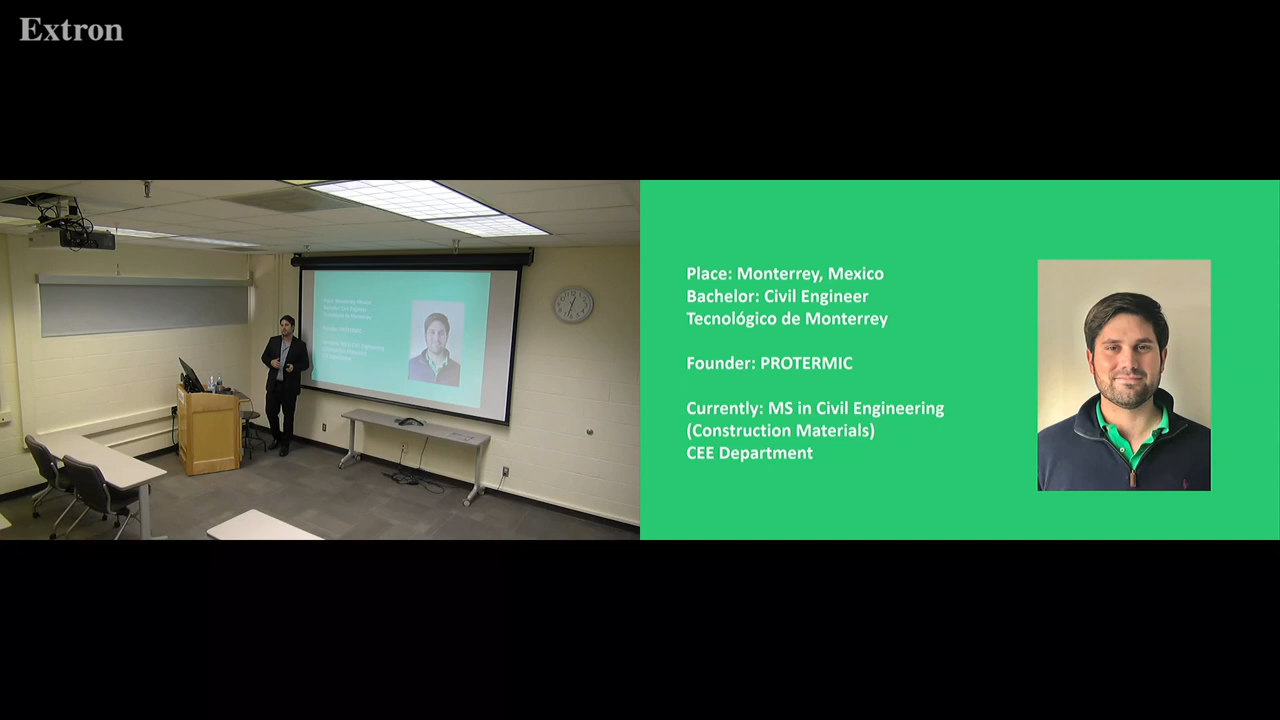 Extron
Place: Monterrey, Mexico
Bachelor: Civil Engineer
Tecnológico de Monterrey
Founder: PROTERMIC
Currently: MS in Civil Engineering
(Construction Materials)
CEE Department